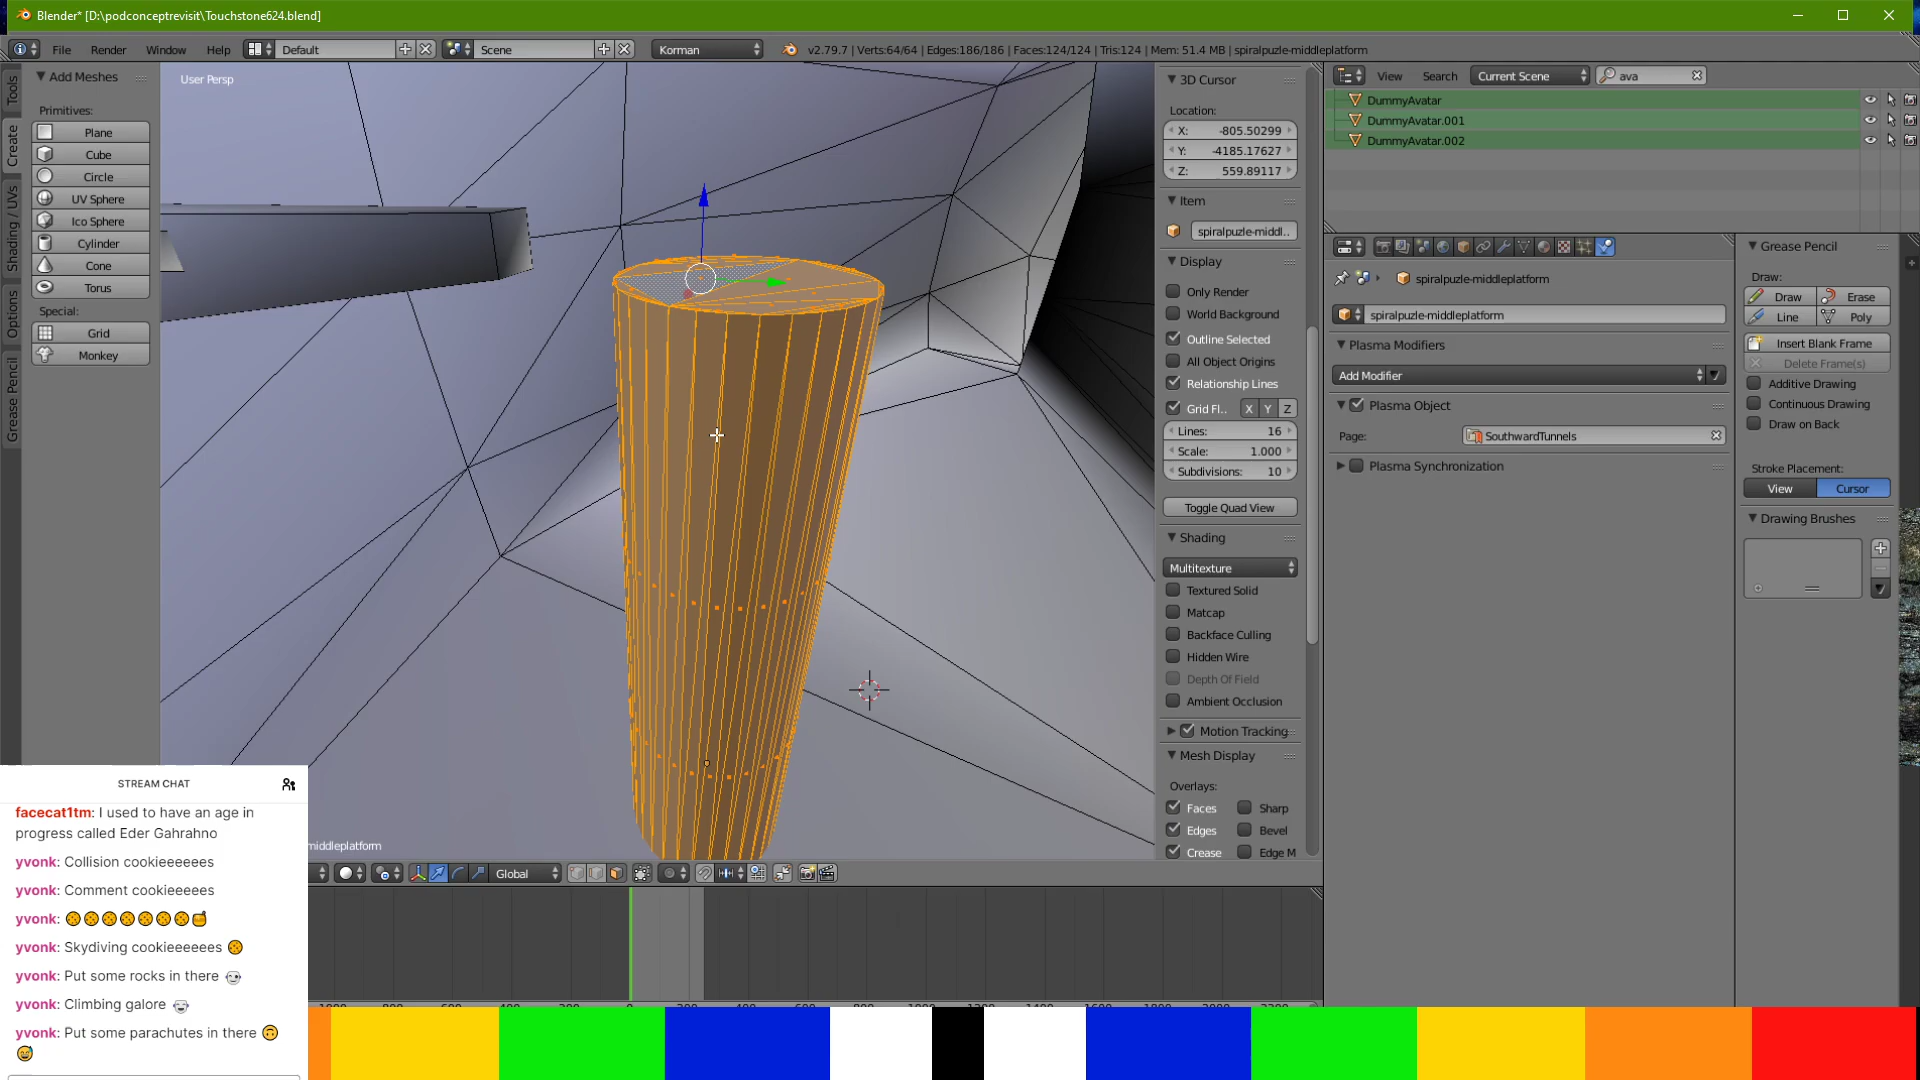 Blender* [D:\podconceptrevisit\Touchstone624.blend]
File Render Window Help Default Scene Korman v2.79.7 | Verts:64/64 | Edges:186/186 | Faces:124/124 | Tris:124 | Mem: 51.4 MB | spiralpuzle-middleplatform
Tools
Create
Shading / UVs
Options
Grease Pencil
Add Meshes
Primitives:
Plane
Cube
Circle
UV Sphere
Ico Sphere
Cylinder
Cone
Torus
Special:
Grid
Monkey
User Persp
middleplatform
Global
3D Cursor
Location:
X: -805.50299
Y: -4185.17627
Z: 559.89117
Item
spiralpuzle-middl..
Display
Only Render
World Background
Outline Selected
All Object Origins
Relationship Lines
Grid Fl.. X Y Z
Lines: 16
Scale: 1.000
Subdivisions: 10
Toggle Quad View
Shading
Multitexture
Textured Solid
Matcap
Backface Culling
Hidden Wire
Depth Of Field
Ambient Occlusion
Motion Tracking
Mesh Display
Overlays:
Faces Sharp
Edges Bevel
Crease Edge M
View Search Current Scene ava
DummyAvatar
DummyAvatar.001
DummyAvatar.002
spiralpuzle-middleplatform
spiralpuzle-middleplatform
Plasma Modifiers
Add Modifier
Plasma Object
Page: SouthwardTunnels
Plasma Synchronization
Grease Pencil
Draw:
Draw Erase
Line Poly
Insert Blank Frame
Delete Frame(s)
Additive Drawing
Continuous Drawing
Draw on Back
Stroke Placement:
View Cursor
Drawing Brushes
STREAM CHAT
facecat1tm: I used to have an age in
progress called Eder Gahrahno
yvonk: Collision cookieeeeees
yvonk: Comment cookieeeeees
yvonk:
yvonk: Skydiving cookieeeeees
yvonk: Put some rocks in there
yvonk: Climbing galore
yvonk: Put some parachutes in there